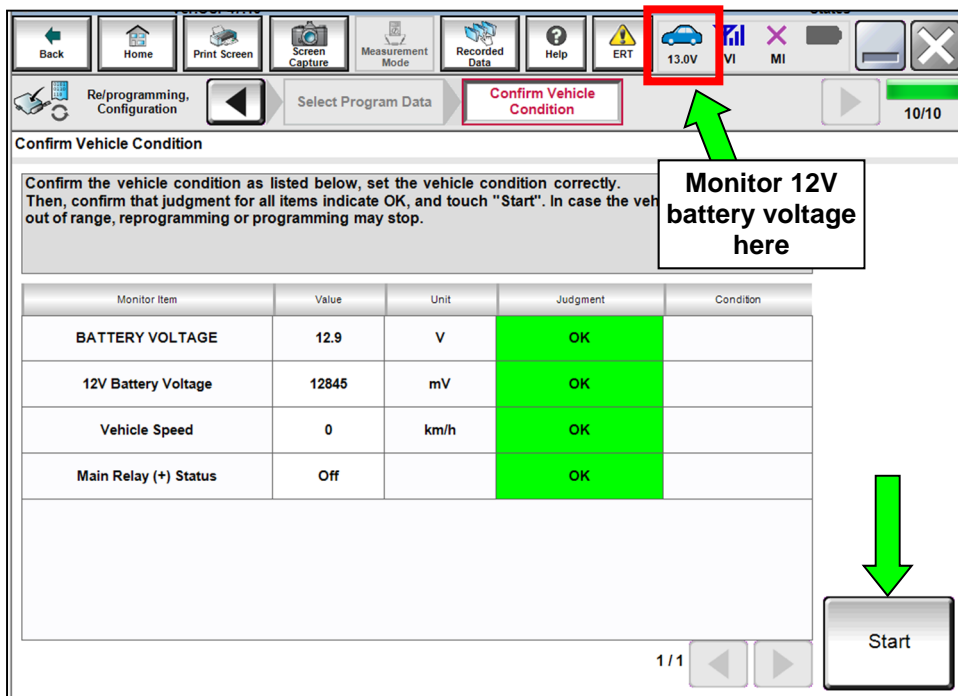 Back
Home
Print Screen
Screen
Capture
Measurement
Mode
Recorded
Data
Help
ERT
13.0V
VI
MI
Re/programming,
Configuration
Select Program Data
Confirm Vehicle
Condition
10/10
Confirm Vehicle Condition
Confirm the vehicle condition as listed below, set the vehicle condition correctly.
Then, confirm that judgment for all items indicate OK, and touch "Start". In case the veh
out of range, reprogramming or programming may stop.
Monitor 12V
battery voltage
here
Monitor Item Value Unit Judgment Condition
BATTERY VOLTAGE 12.9 V OK
12V Battery Voltage 12845 mV OK
Vehicle Speed 0 km/h OK
Main Relay (+) Status Off OK
1/1
Start